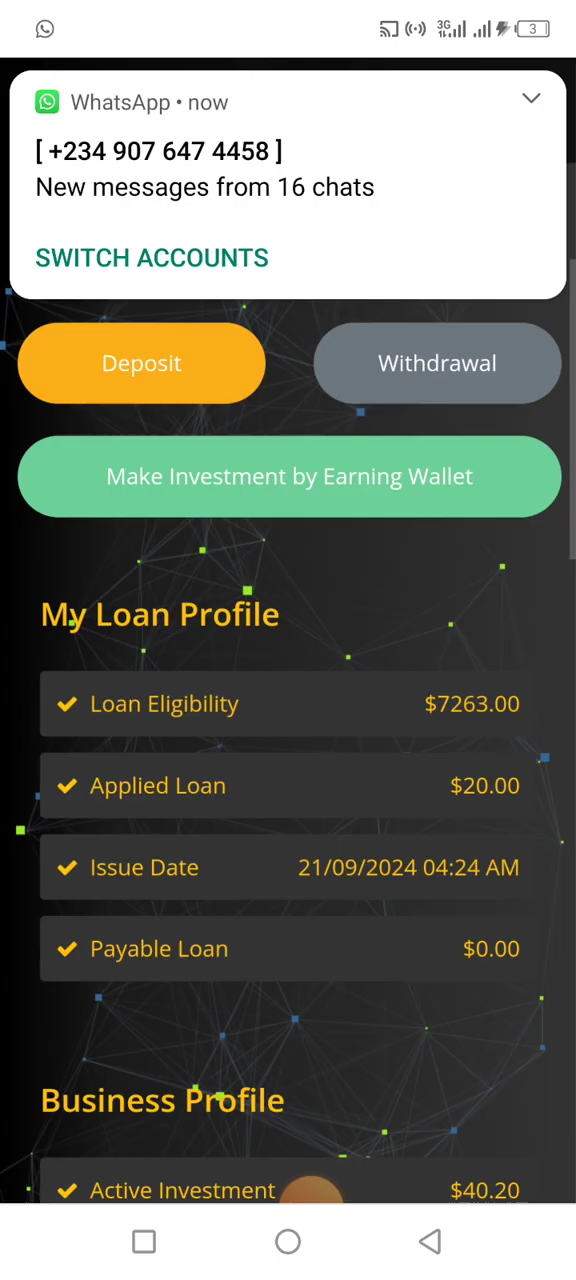 3G
3
WhatsApp • now
[ +234 907 647 4458 ]
New messages from 16 chats
SWITCH ACCOUNTS
Deposit
Withdrawal
Make Investment by Earning Wallet
My Loan Profile
Loan Eligibility $7263.00
Applied Loan $20.00
Issue Date 21/09/2024 04:24 AM
Payable Loan $0.00
Business Profile
Active Investment $40.20